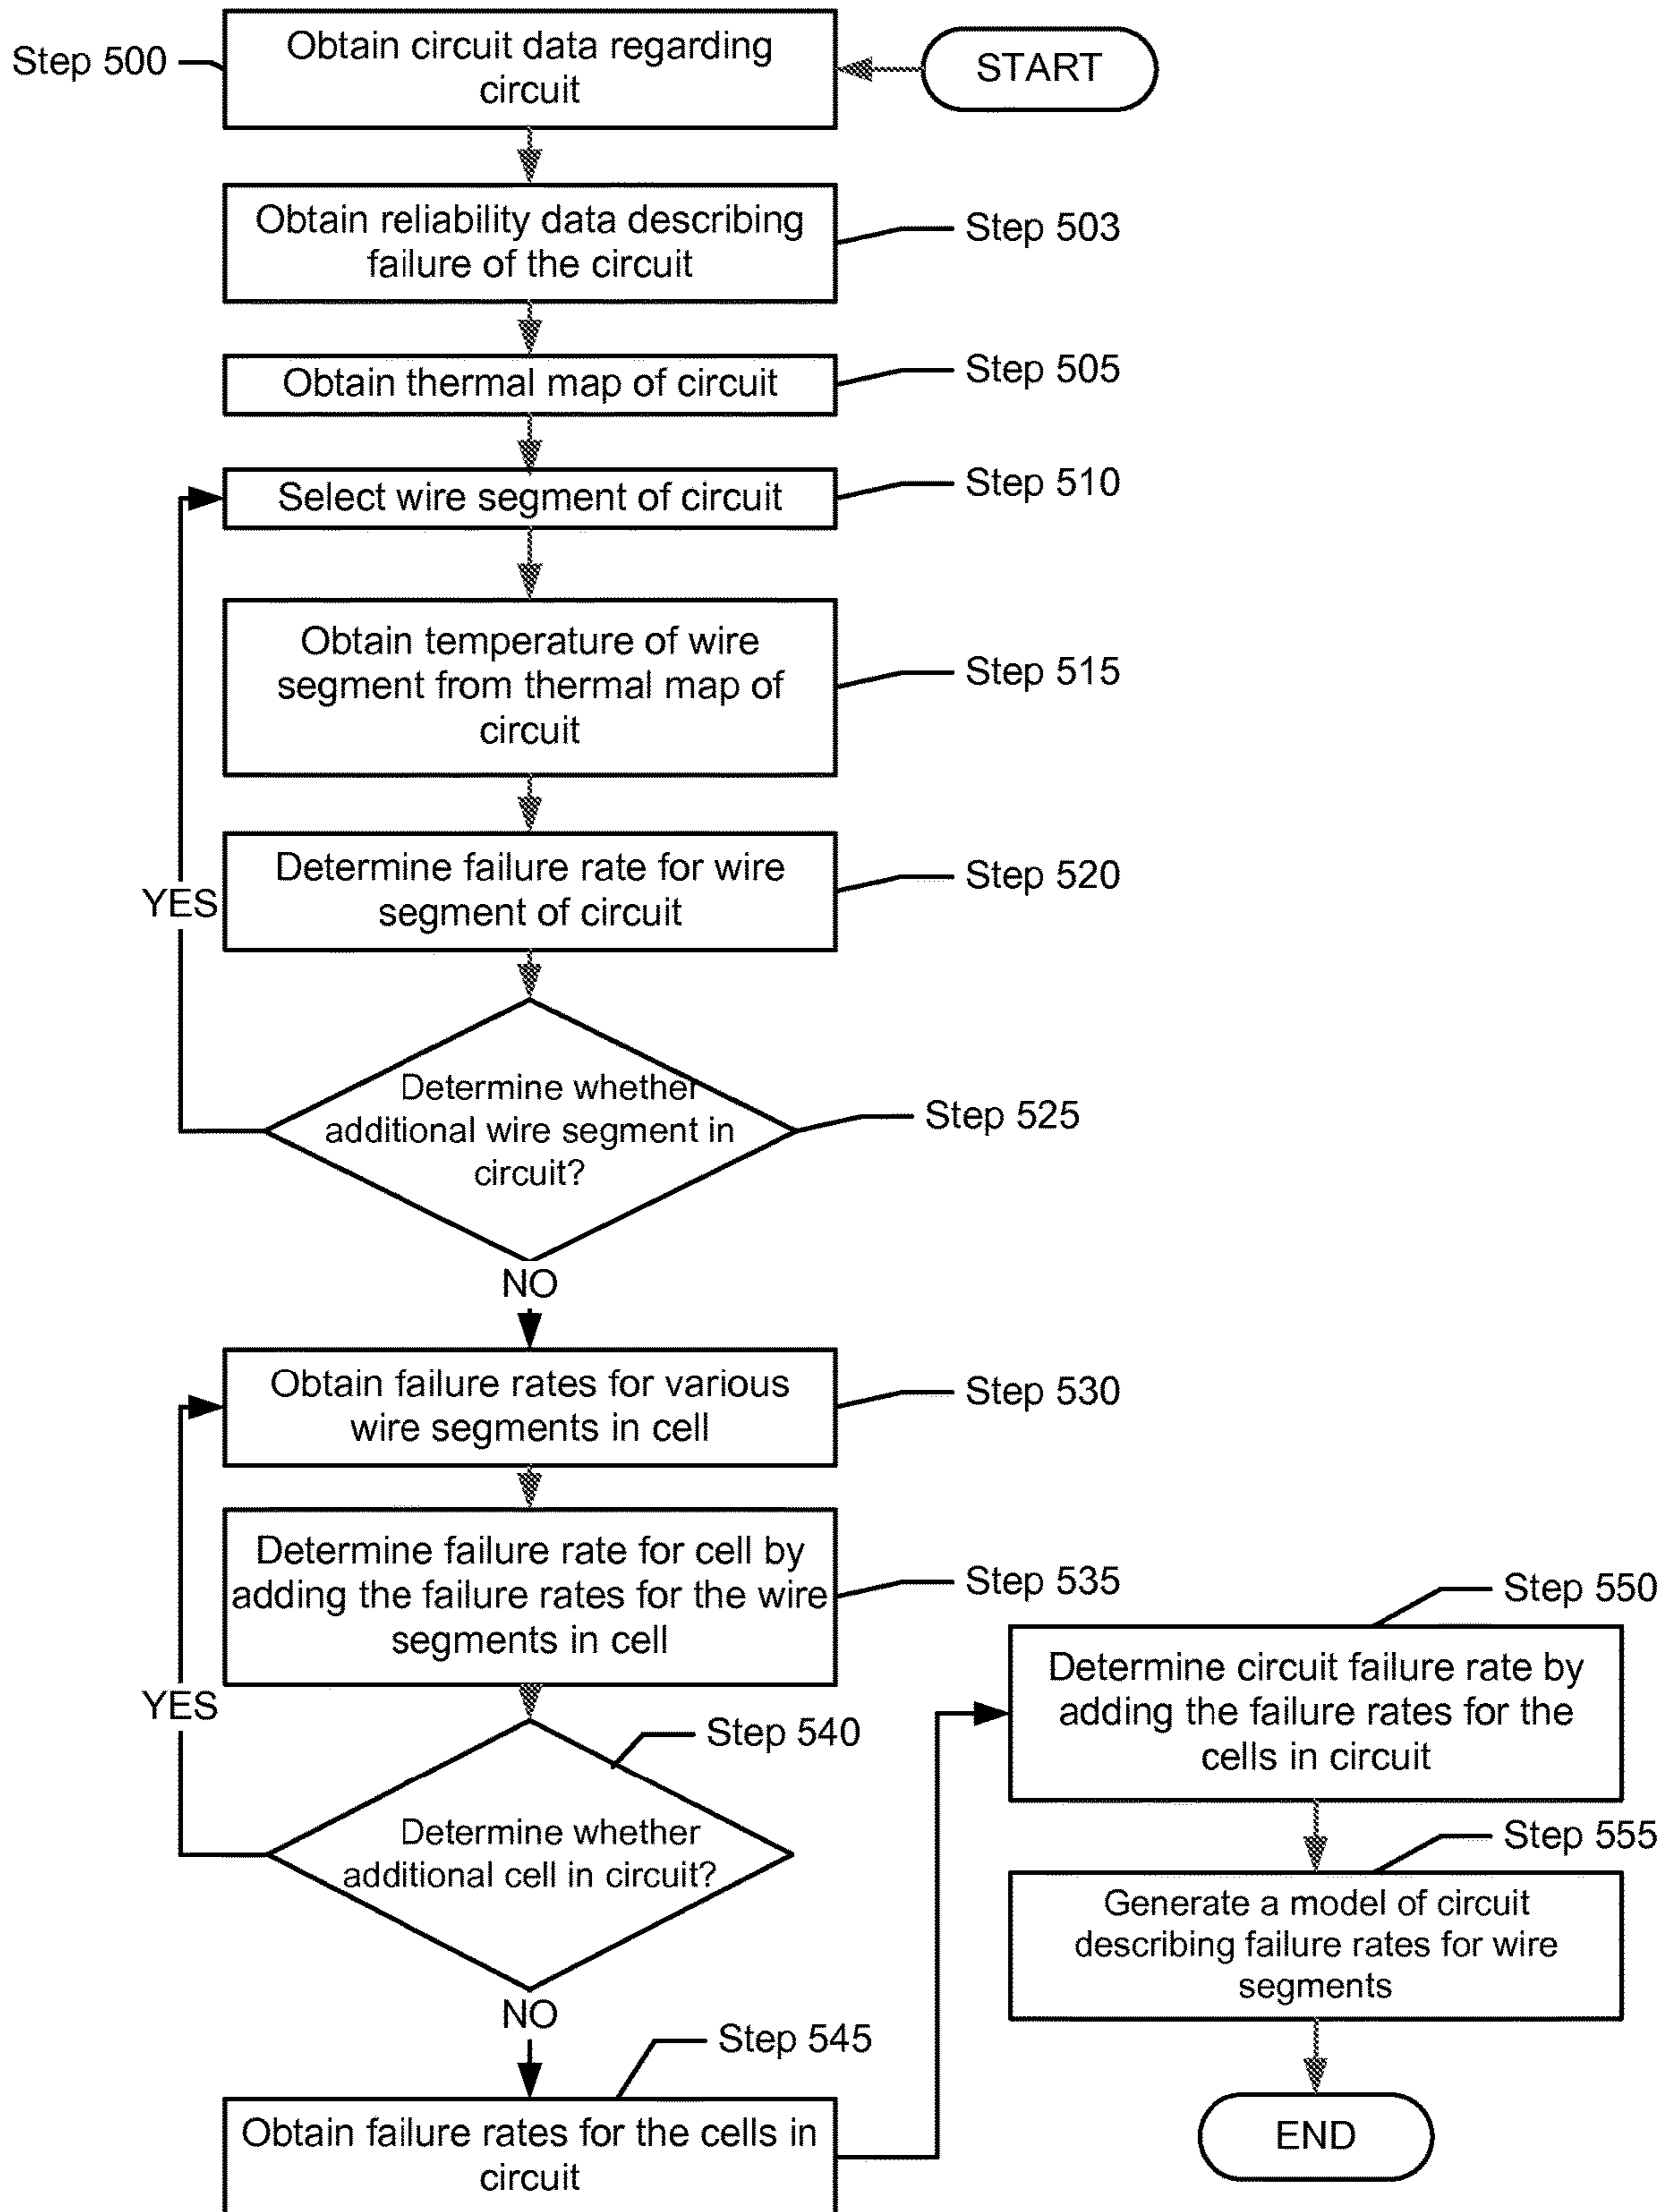 START
Step 500
Obtain circuit data regarding
circuit
Obtain reliability data describing
failure of the circuit
Step 503
Obtain thermal map of circuit
Step 505
Select wire segment of circuit
Step 510
Obtain temperature of wire
segment from thermal map of
circuit
Step 515
Determine failure rate for wire
segment of circuit
Step 520
YES
Determine whether
additional wire segment in
circuit?
Step 525
NO
Obtain failure rates for various
wire segments in cell
Step 530
Determine failure rate for cell by
adding the failure rates for the wire
segments in cell
Step 535
YES
Step 540
Determine whether
additional cell in circuit?
NO
Step 545
Obtain failure rates for the cells in
circuit
Step 550
Determine circuit failure rate by
adding the failure rates for the
cells in circuit
Step 555
Generate a model of circuit
describing failure rates for wire
segments
END